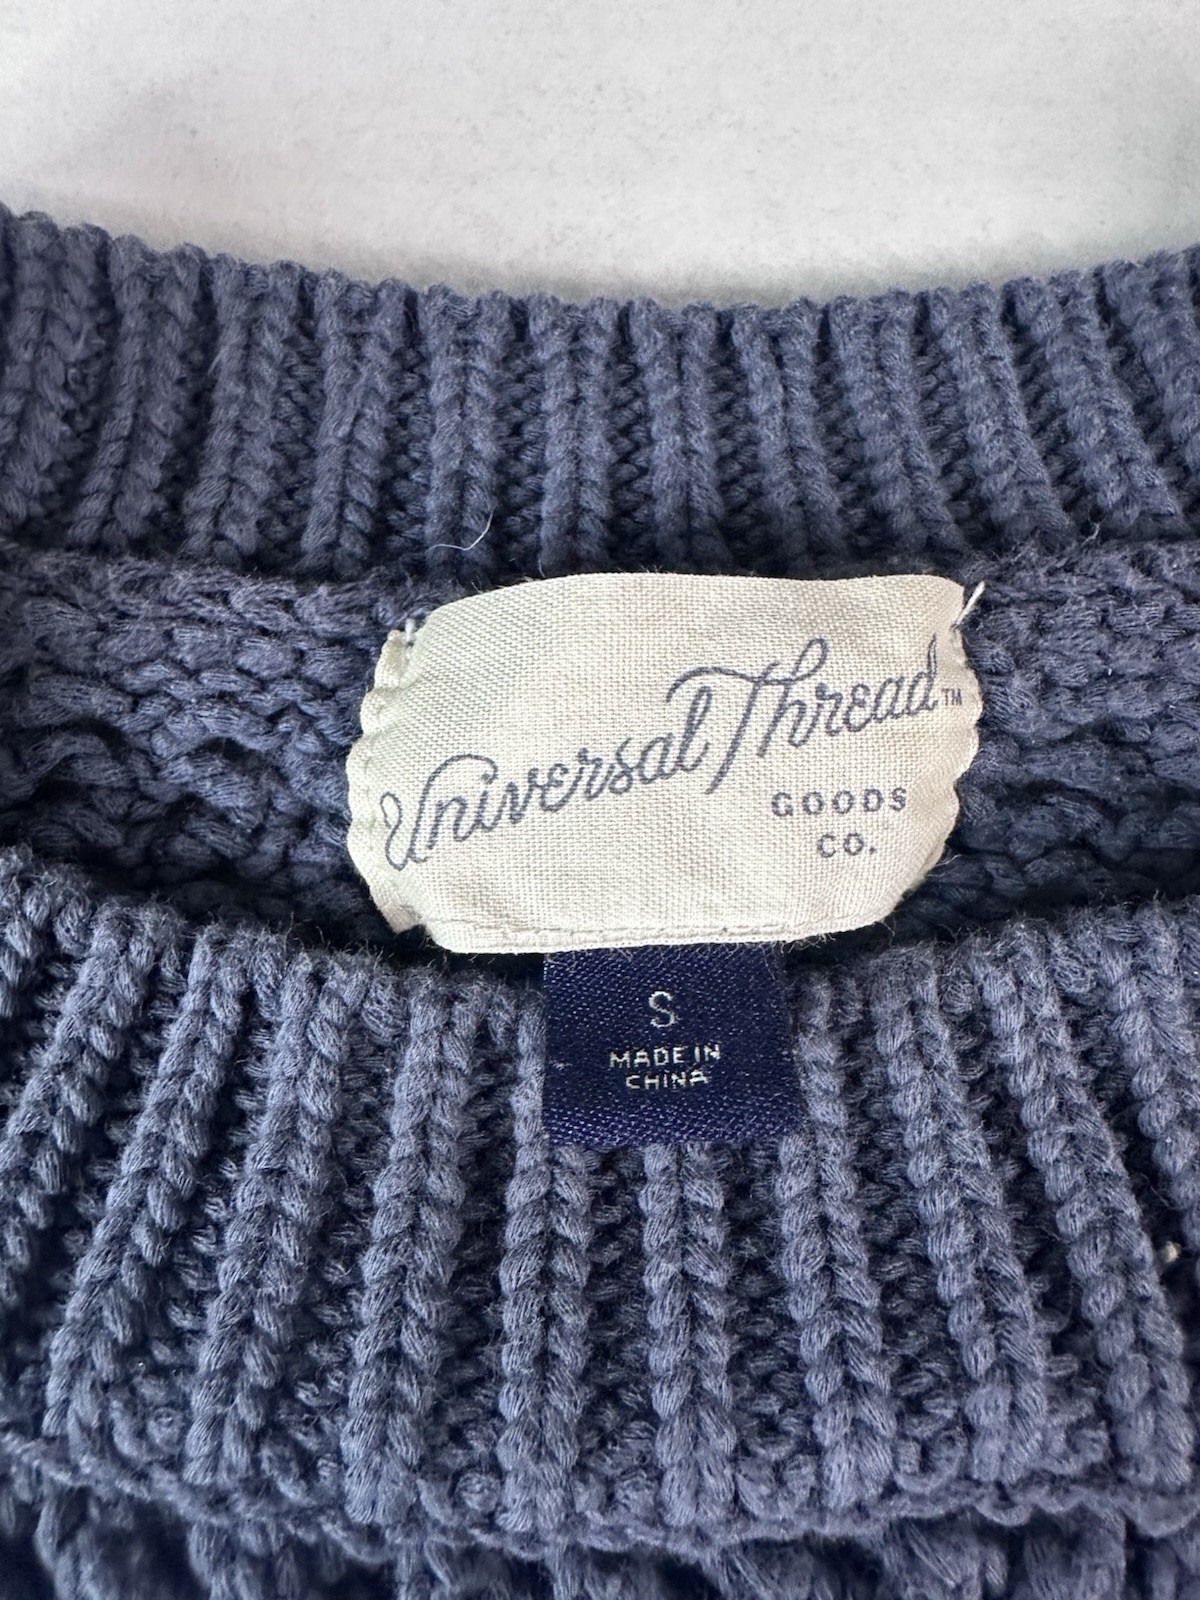 Universal Thread™
GOODS
CO.
S
MADE IN
CHINA